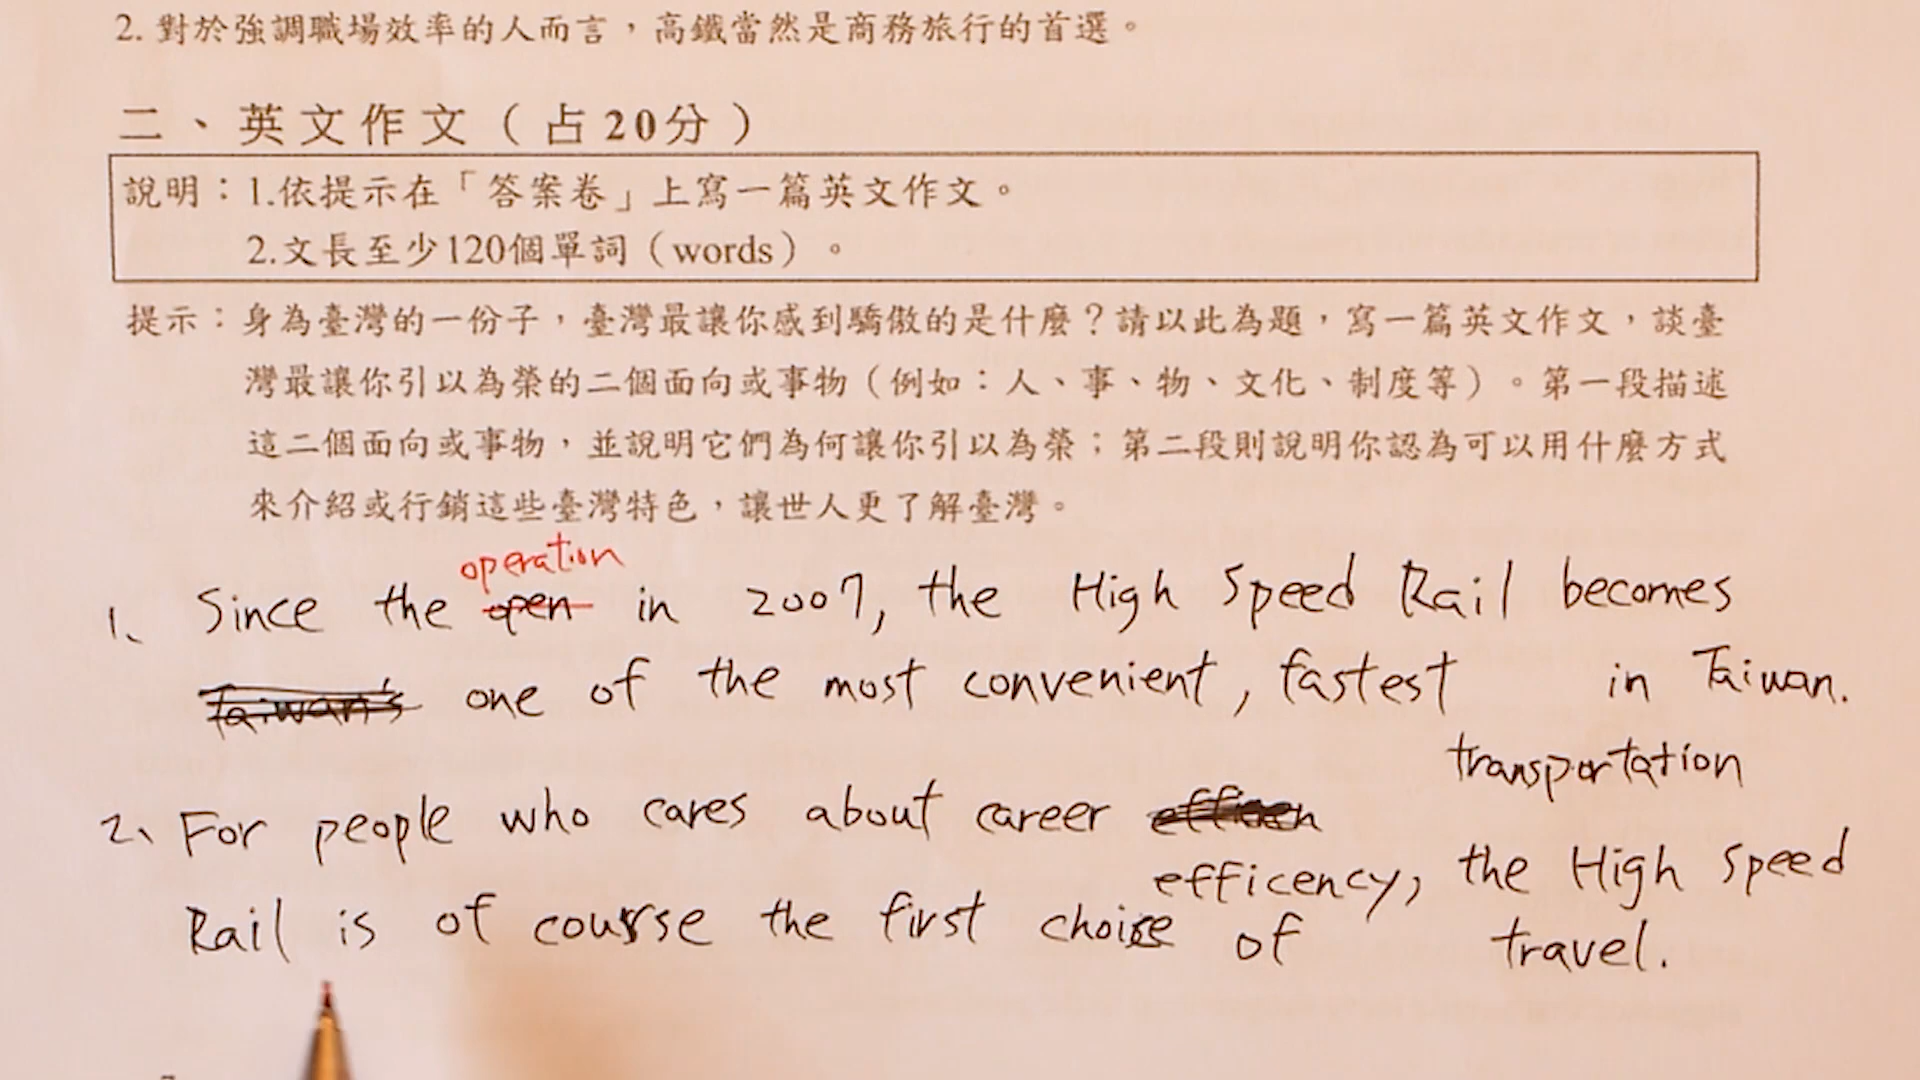 2. 對於強調職場效率的人而言，高鐵當然是商務旅行的首選。
二、英文作文（占20分）
說明：1.依提示在「答案卷」上寫一篇英文作文。
2.文長至少120個單詞（words）。
提示：身為臺灣的一份子，臺灣最讓你感到驕傲的是什麼？請以此為題，寫一篇英文作文，談臺
灣最讓你引以為榮的二個面向或事物（例如：人、事、物、文化、制度等）。第一段描述
這二個面向或事物，並說明它們為何讓你引以為榮；第二段則說明你認為可以用什麼方式
來介紹或行銷這些臺灣特色，讓世人更了解臺灣。
operation
1、 Since the open in 2007, the High Speed Rail becomes
Taiwan's one of the most convenient, fastest in Taiwan.
transportation
2、 For people who cares about career
efficency, the High Speed
Rail is of course the first choice of travel.